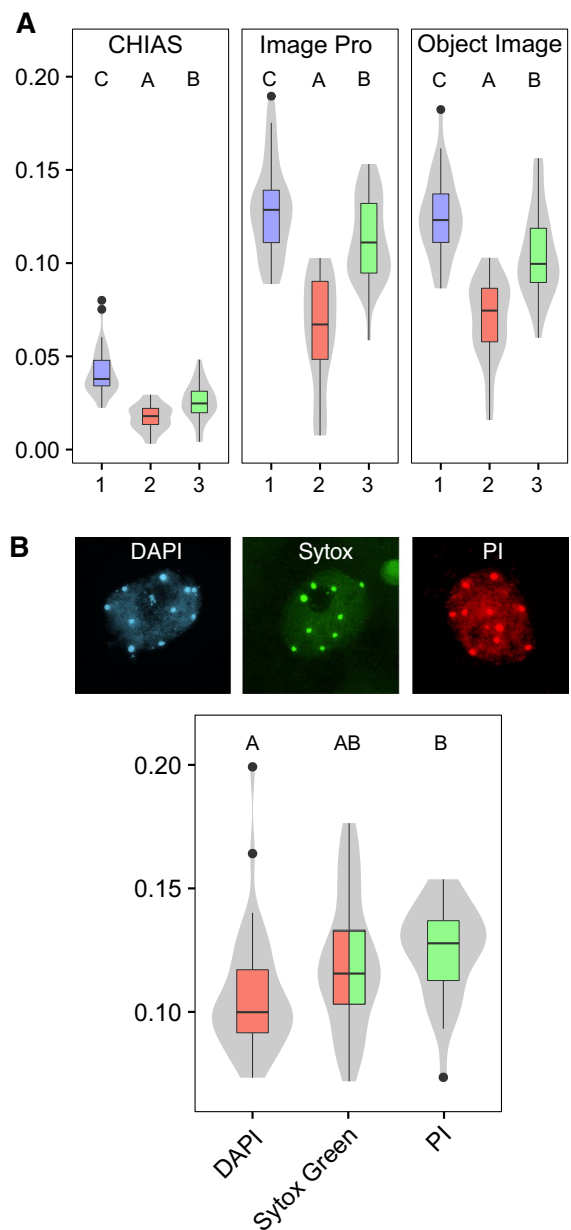 A
CHIAS Image Pro Object Image
0.20 C A B C A B C A B
0.15
0.10
0.05
0.00
1 2 3 1 2 3 1 2 3
B
DAPI Sytox PI
A AB B
0.20
0.15
0.10
DAPI Sytox Green PI